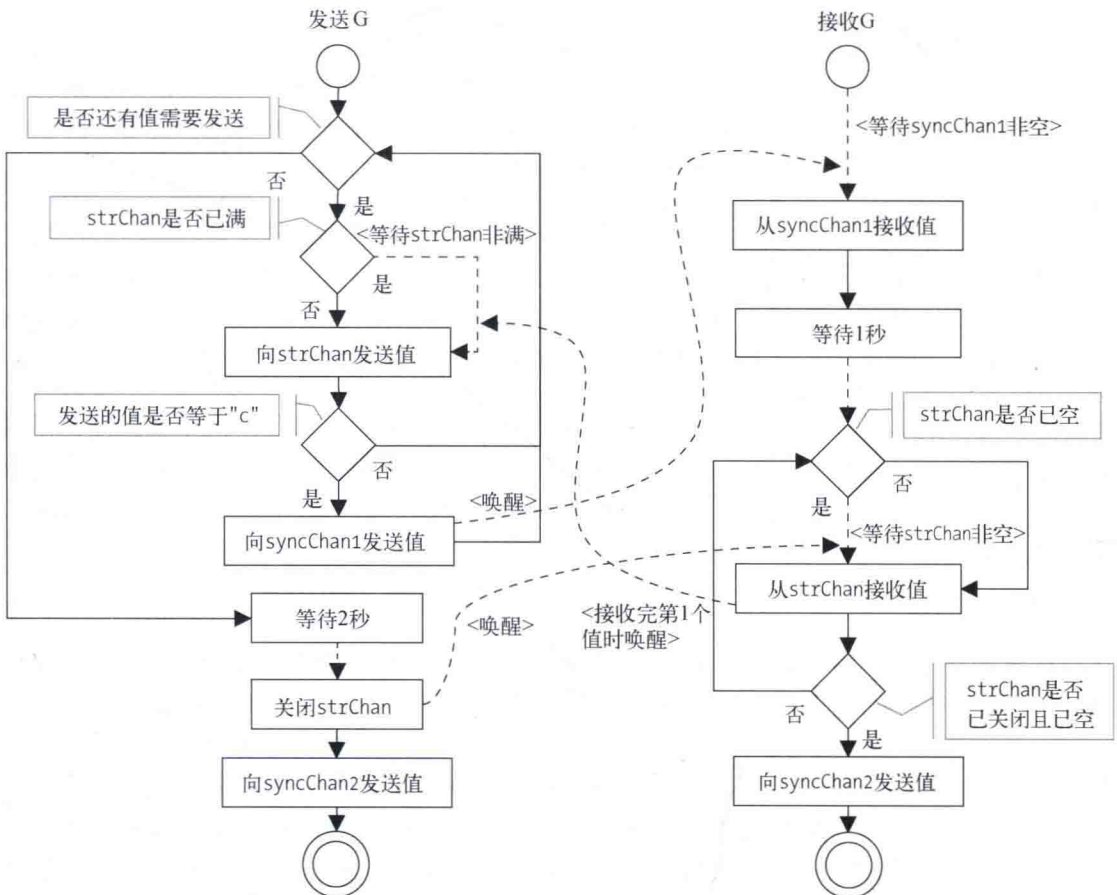 发送G
接收G
是否还有值需要发送
<等待syncChan1非空>
否
是
strChan是否已满
<等待strChan非满>
从syncChan1接收值
是
否
向strChan发送值
等待1秒
发送的值是否等于"c"
strChan是否已空
否
否
是
<唤醒>
是
向syncChan1发送值
<等待strChan非空>
从strChan接收值
等待2秒
<唤醒>
<接收完第1个
值时唤醒>
关闭strChan
strChan是否
已关闭且已空
否
是
向syncChan2发送值
向syncChan2发送值